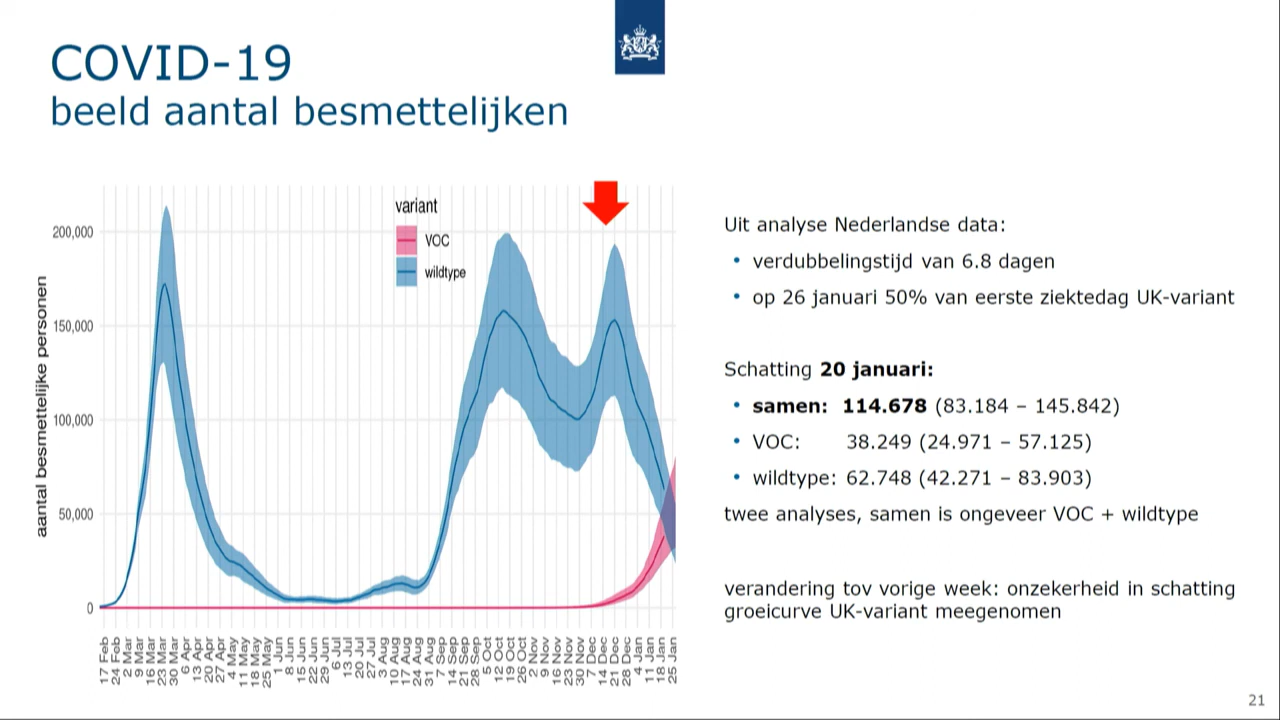 COVID-19
beeld aantal besmettelijken
variant
VOC
wildtype
aantal besmettelijke personen
200,000
150,000
100,000
50,000
0
17 Feb
24 Feb
2 Mar
9 Mar
16 Mar
23 Mar
30 Mar
6 Apr
13 Apr
20 Apr
27 Apr
4 May
11 May
18 May
25 May
1 Jun
8 Jun
15 Jun
22 Jun
29 Jun
6 Jul
13 Jul
20 Jul
27 Jul
3 Aug
10 Aug
17 Aug
24 Aug
31 Aug
7 Sep
14 Sep
21 Sep
28 Sep
5 Oct
12 Oct
19 Oct
26 Oct
2 Nov
9 Nov
16 Nov
23 Nov
30 Nov
7 Dec
14 Dec
21 Dec
28 Dec
4 Jan
11 Jan
18 Jan
25 Jan
Uit analyse Nederlandse data:
• verdubbelingstijd van 6.8 dagen
• op 26 januari 50% van eerste ziektedag UK-variant
Schatting 20 januari:
• samen: 114.678 (83.184 – 145.842)
• VOC: 38.249 (24.971 – 57.125)
• wildtype: 62.748 (42.271 – 83.903)
twee analyses, samen is ongeveer VOC + wildtype
verandering tov vorige week: onzekerheid in schatting
groeicurve UK-variant meegenomen
21